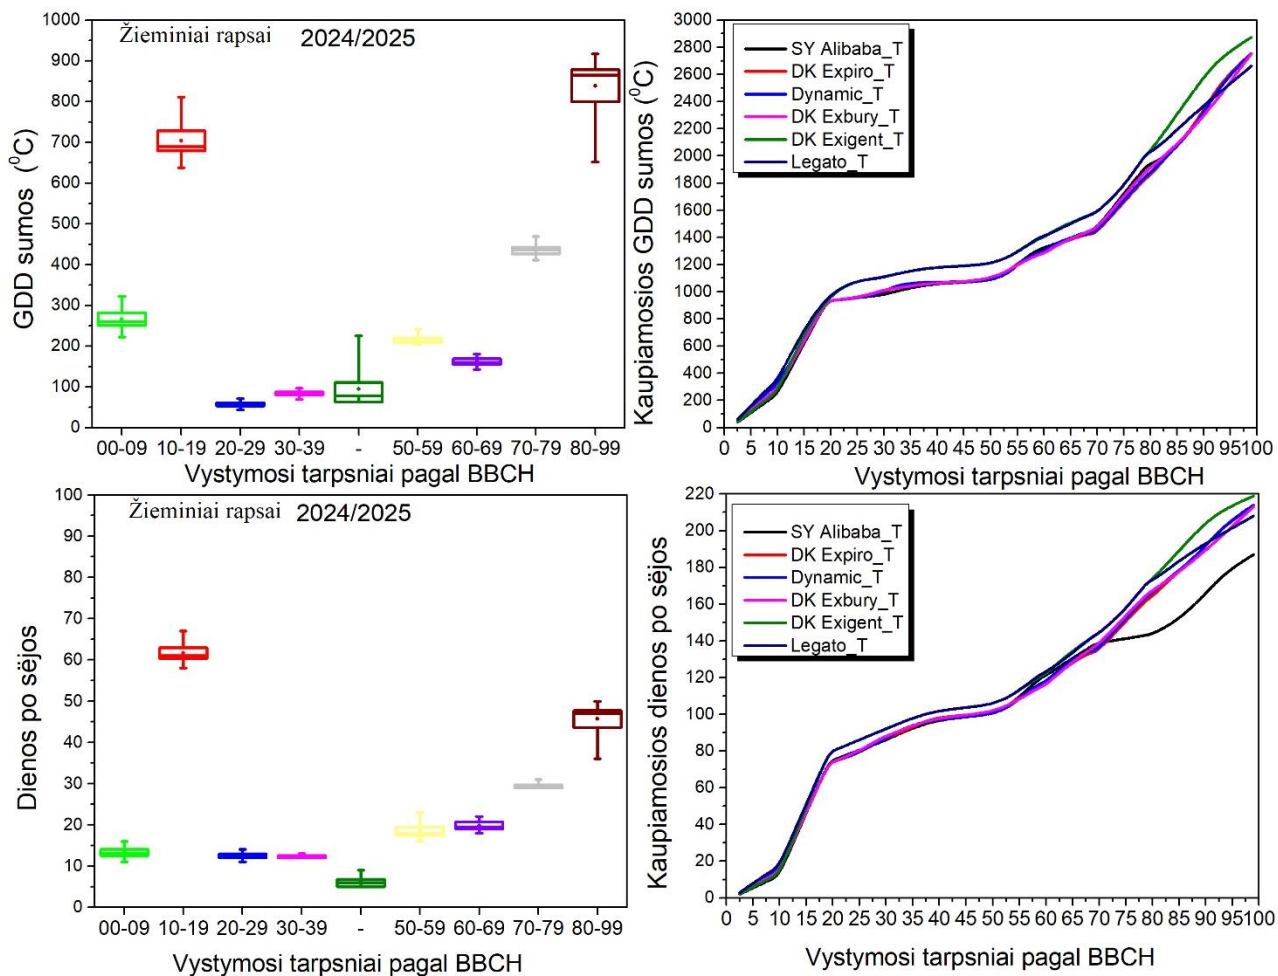 GDD sumos (⁰C)
1000
900
800
700
600
500
400
300
200
100
0
Žieminiai rapsai 2024/2025
00-09 10-19 20-29 30-39 - 50-59 60-69 70-79 80-99
Vystymosi tarpsniai pagal BBCH
Kaupiamosios GDD sumos (⁰C)
3000
2800
2600
2400
2200
2000
1800
1600
1400
1200
1000
800
600
400
200
0
SY Alibaba_T
DK Expiro_T
Dynamic_T
DK Exbury_T
DK Exigent_T
Legato_T
0 5 10 15 20 25 30 35 40 45 50 55 60 65 70 75 80 85 90 95 100
Vystymosi tarpsniai pagal BBCH
Dienos po sėjos
100
90
80
70
60
50
40
30
20
10
0
Žieminiai rapsai 2024/2025
00-09 10-19 20-29 30-39 - 50-59 60-69 70-79 80-99
Vystymosi tarpsniai pagal BBCH
Kaupiamosios dienos po sėjos
220
200
180
160
140
120
100
80
60
40
20
0
SY Alibaba_T
DK Expiro_T
Dynamic_T
DK Exbury_T
DK Exigent_T
Legato_T
0 5 10 15 20 25 30 35 40 45 50 55 60 65 70 75 80 85 90 95 100
Vystymosi tarpsniai pagal BBCH